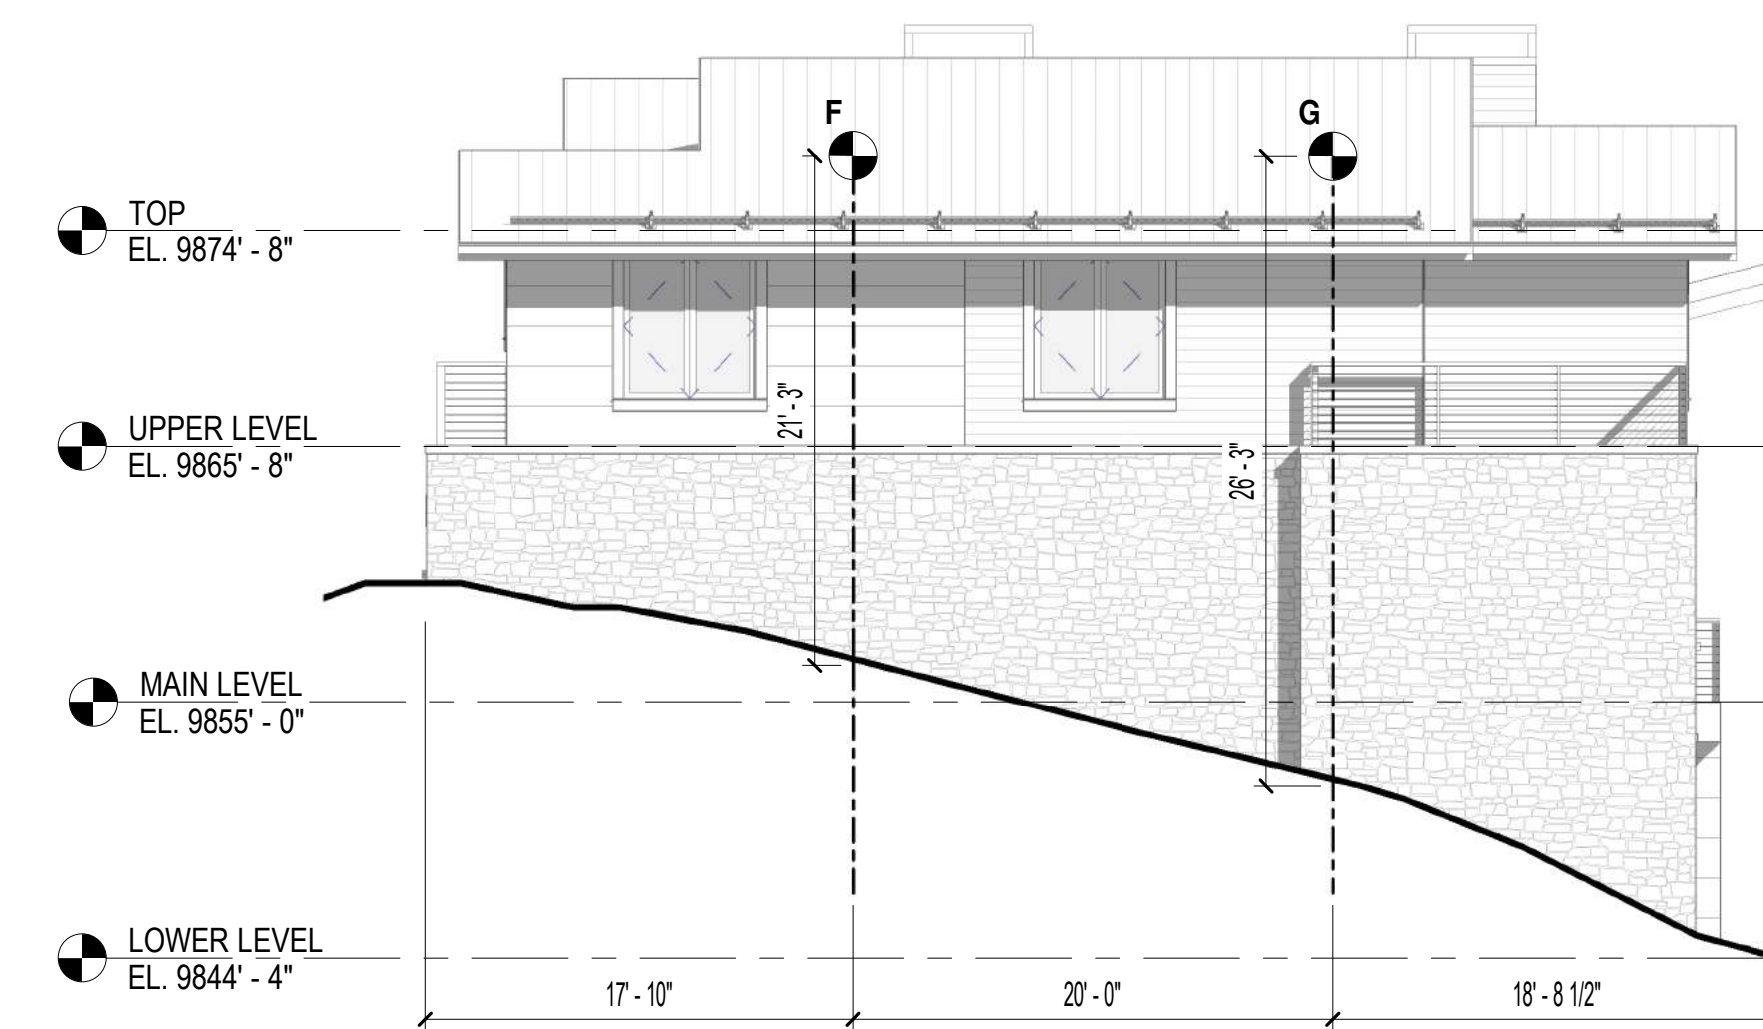 F
G
TOP
EL. 9874' - 8"
UPPER LEVEL
EL. 9865' - 8"
21' - 3"
26' - 3"
MAIN LEVEL
EL. 9855' - 0"
LOWER LEVEL
EL. 9844' - 4"
17' - 10"
20' - 0"
18' - 8 1/2"